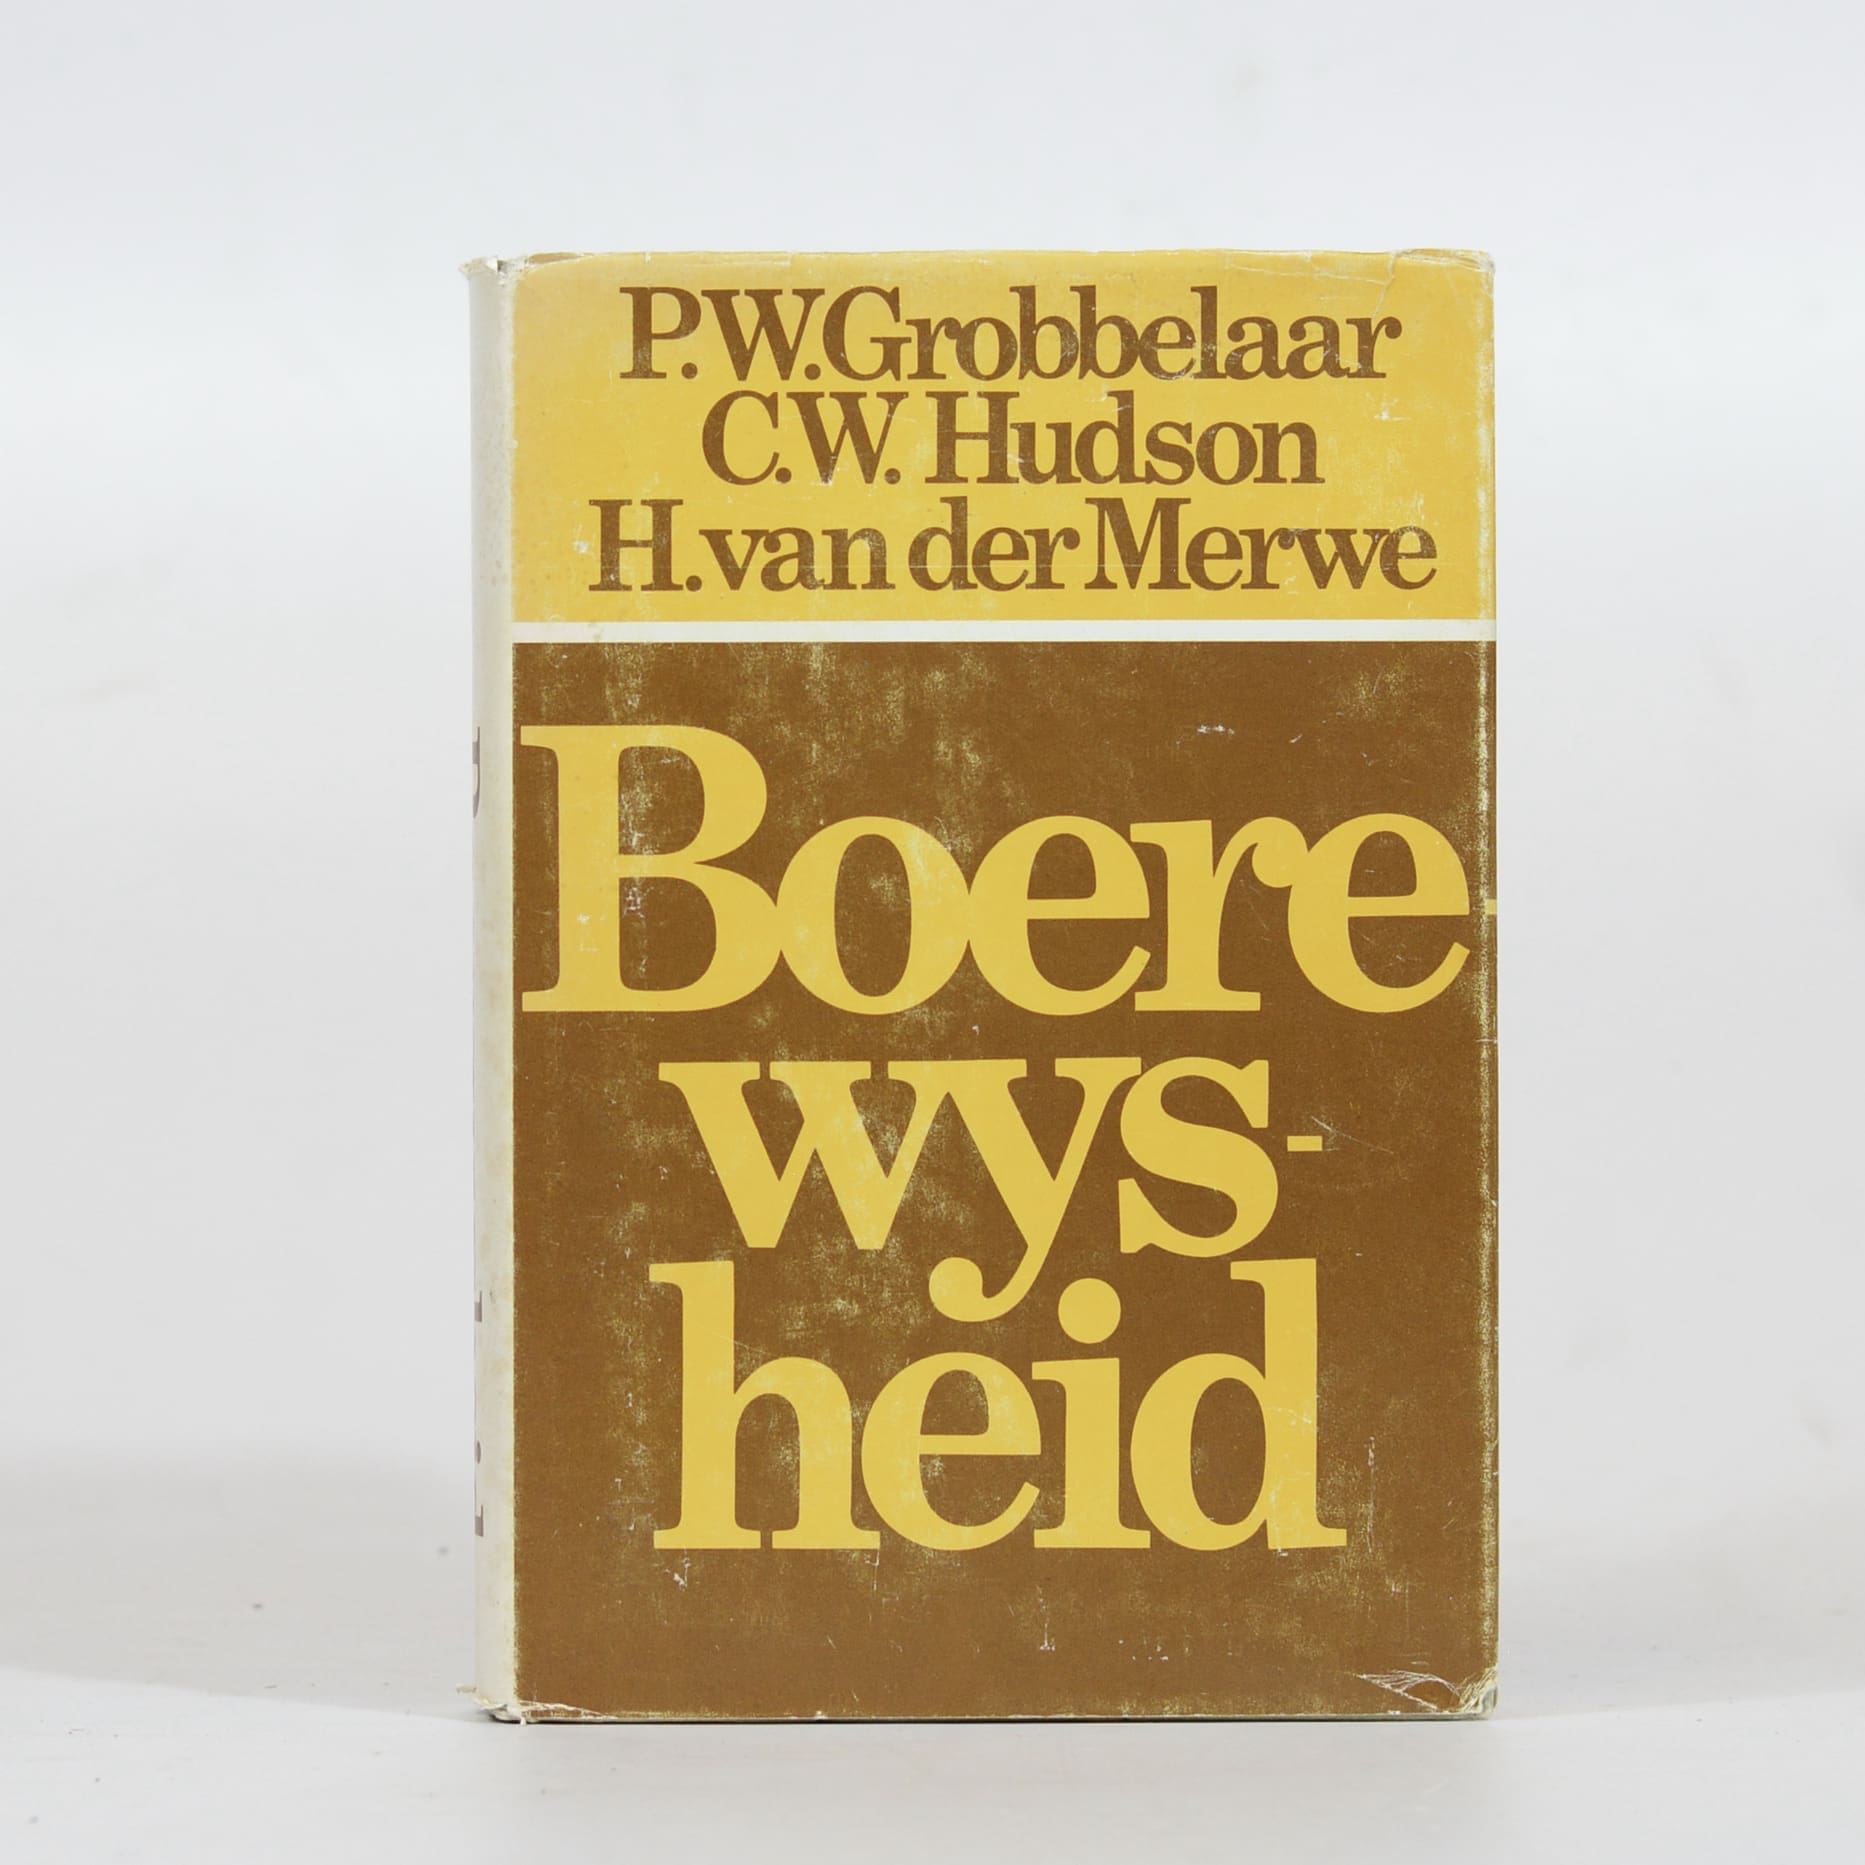 P.W.Grobbelaar
C.W. Hudson
H.van der Merwe
Boere-
wys-
heid